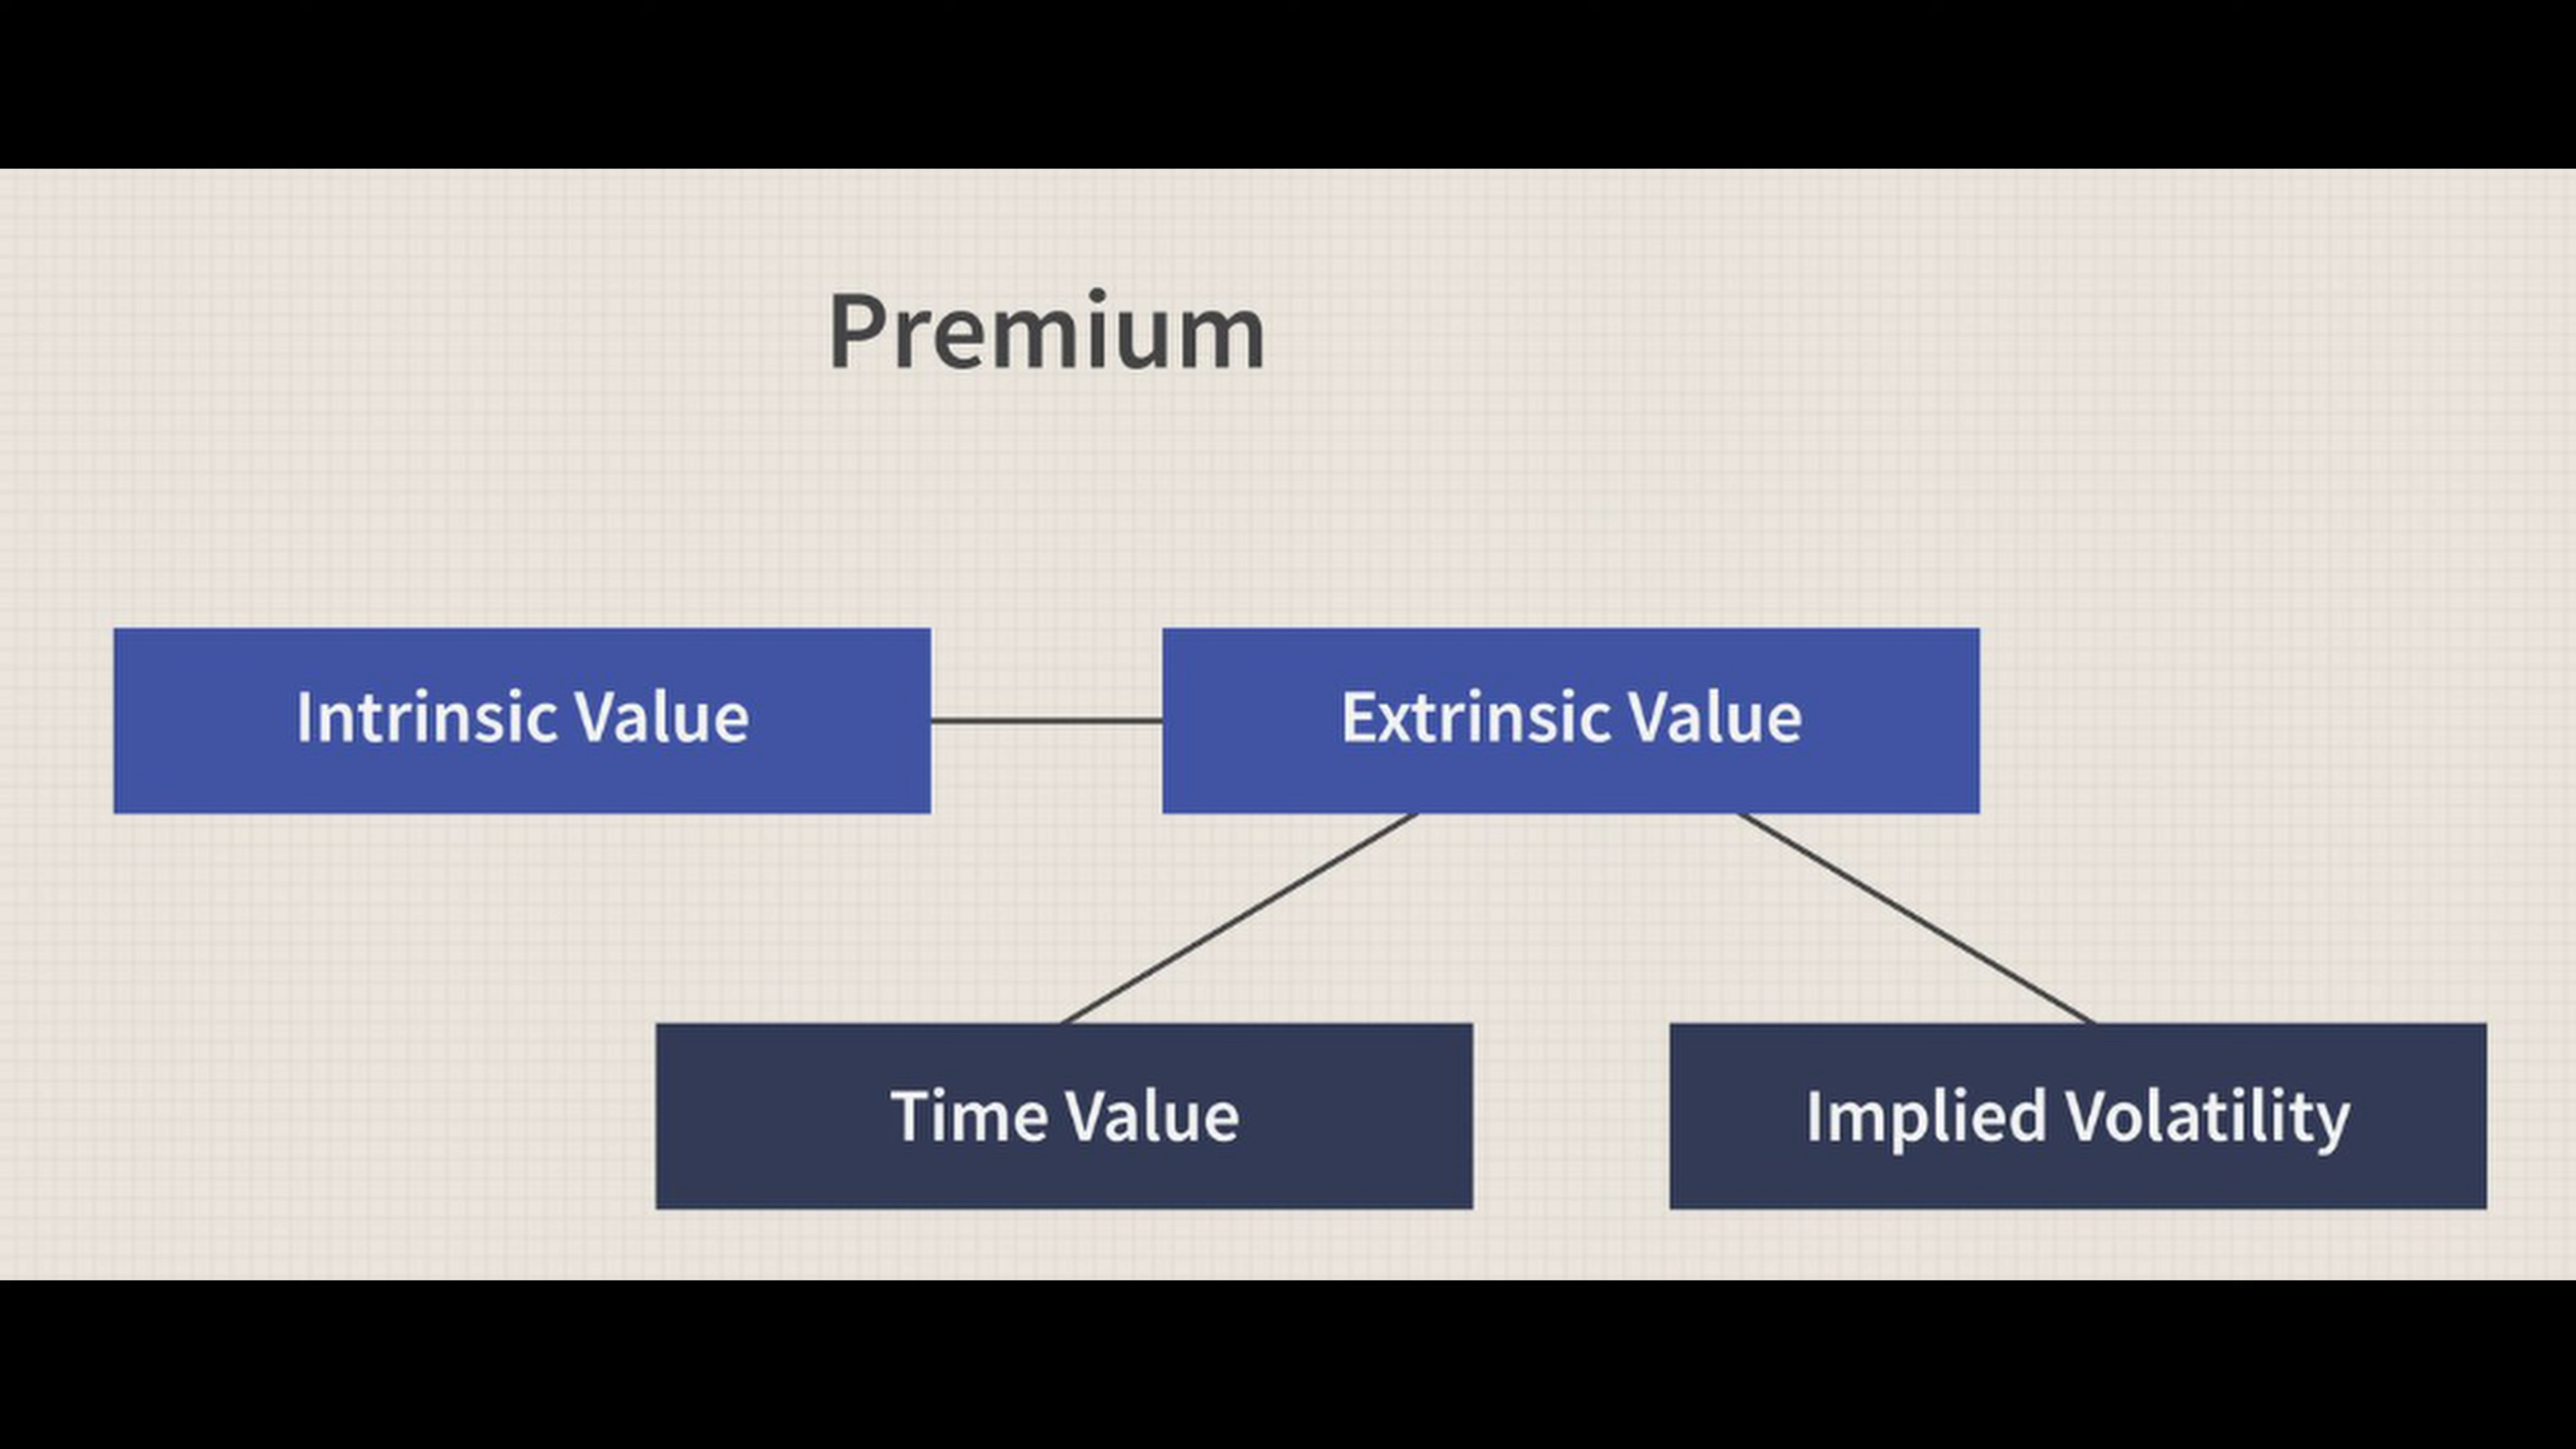 Premium
Intrinsic Value
Extrinsic Value
Time Value
Implied Volatility